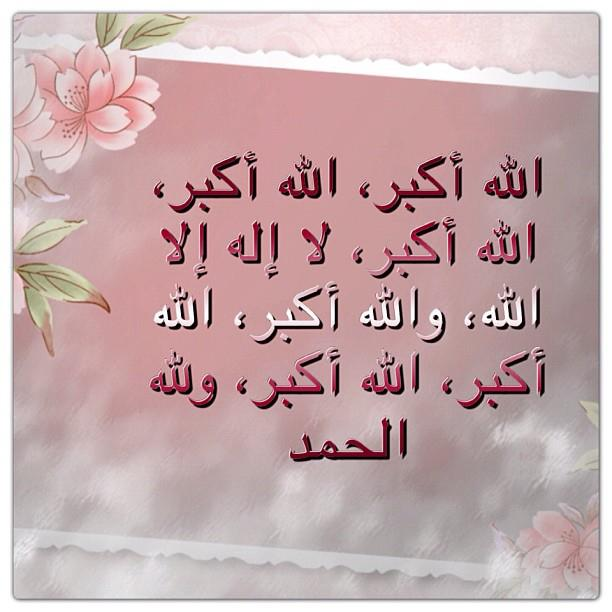 الله أكبر، الله أكبر،
الله أكبر، لا إله إلا
الله، والله أكبر، الله
أكبر، الله أكبر، ولله
الحمد